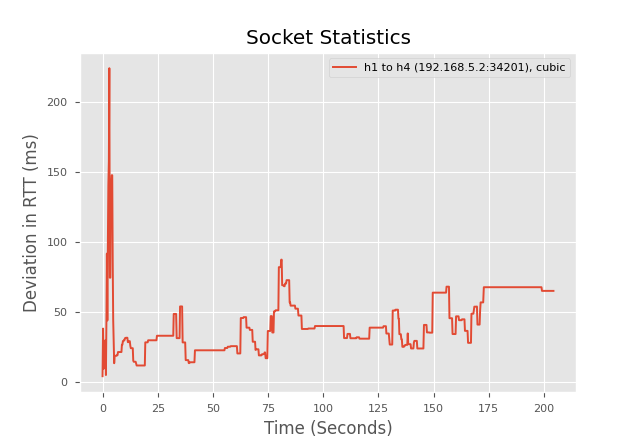 Socket Statistics
h1 to h4 (192.168.5.2:34201), cubic
Deviation in RTT (ms)
200
150
100
50
0
0 25 50 75 100 125 150 175 200
Time (Seconds)